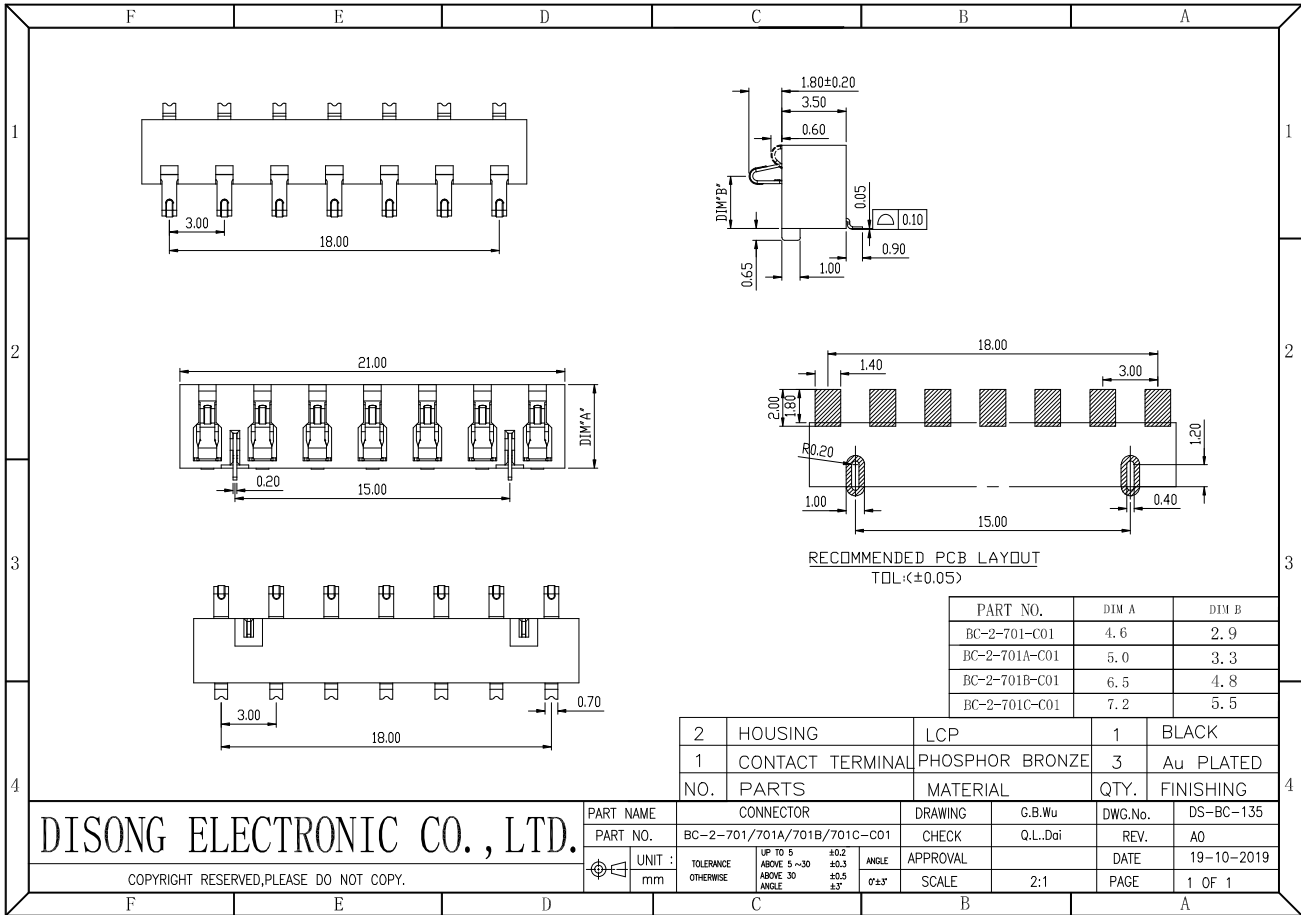 F E D C B A
1 1
2 2
3 3
4 4
3.00
18.00
1.80±0.20
3.50
0.60
DIM"B"
0.05
0.10
0.90
0.65
1.00
21.00
DIM"A"
0.20
15.00
18.00
1.40
3.00
2.00
1.80
1.20
R0.20
1.00
0.40
15.00
RECOMMENDED PCB LAYOUT
TOL:(±0.05)
3.00
0.70
18.00
PART NO. DIM A DIM B
BC-2-701-C01 4.6 2.9
BC-2-701A-C01 5.0 3.3
BC-2-701B-C01 6.5 4.8
BC-2-701C-C01 7.2 5.5
2 HOUSING LCP 1 BLACK
1 CONTACT TERMINAL PHOSPHOR BRONZE 3 Au PLATED
NO. PARTS MATERIAL QTY. FINISHING
DISONG ELECTRONIC CO., LTD.
COPYRIGHT RESERVED,PLEASE DO NOT COPY.
PART NAME CONNECTOR DRAWING G.B.Wu DWG.No. DS-BC-135
PART NO. BC-2-701/701A/701B/701C-C01 CHECK Q.L.Dai REV. A0
UNIT : mm
TOLERANCE OTHERWISE
UP TO 5 ±0.2
ABOVE 5~30 ±0.3
ABOVE 30 ±0.5
ANGLE ±3°
ANGLE
0°±3°
APPROVAL DATE 19-10-2019
SCALE 2:1 PAGE 1 OF 1
F E D C B A